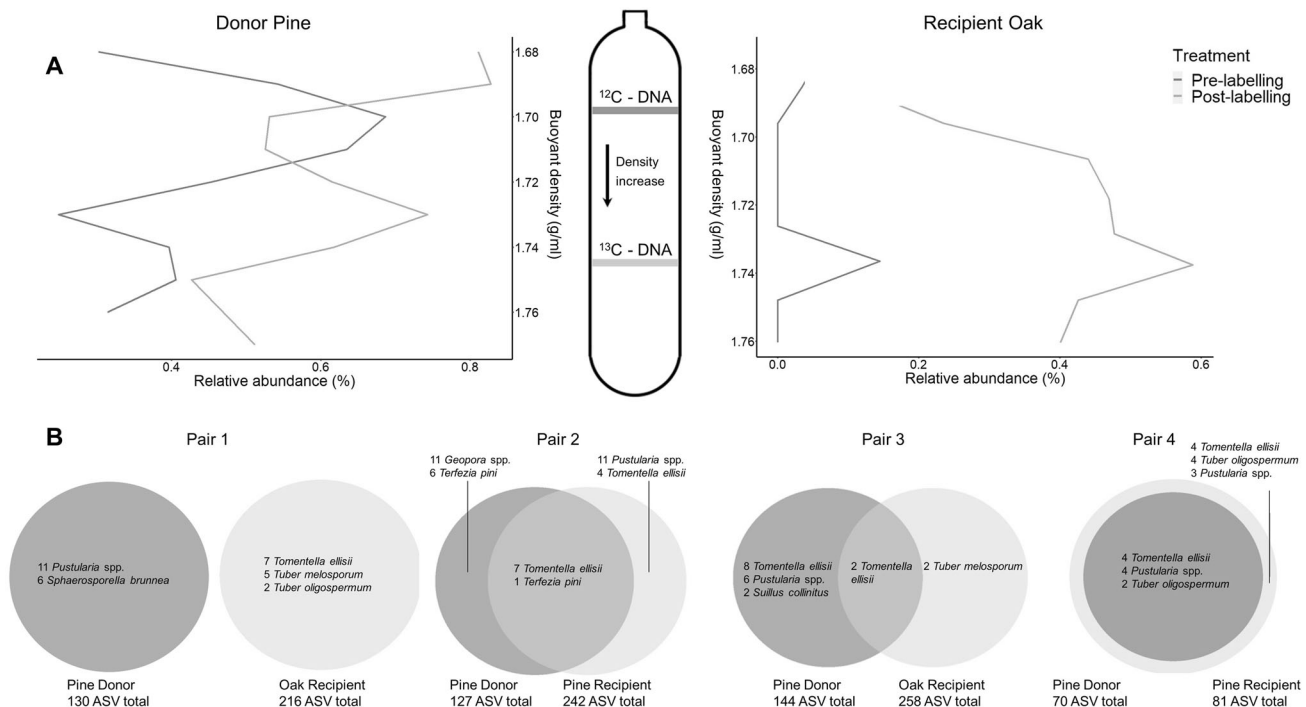 A
Donor Pine
1.68
1.70
1.72
1.74
1.76
Buoyant density (g/ml)
0.4
0.6
0.8
Relative abundance (%)
12C - DNA
Density
increase
13C - DNA
Recipient Oak
Buoyant density (g/ml)
1.68
1.70
1.72
1.74
1.76
0.0
0.2
0.4
0.6
Relative abundance (%)
Treatment
Pre-labelling
Post-labelling
B
Pair 1
11 Pustularia spp.
6 Sphaerosporella brunnea
7 Tomentella ellisii
5 Tuber melosporum
2 Tuber oligospermum
Pine Donor
130 ASV total
Oak Recipient
216 ASV total
Pair 2
11 Geopora spp.
6 Terfezia pini
11 Pustularia spp.
4 Tomentella ellisii
7 Tomentella ellisii
1 Terfezia pini
Pine Donor
127 ASV total
Pine Recipient
242 ASV total
Pair 3
8 Tomentella ellisii
6 Pustularia spp.
2 Suillus collinitus
2 Tomentella
ellisii
2 Tuber melosporum
Pine Donor
144 ASV total
Oak Recipient
258 ASV total
Pair 4
4 Tomentella ellisii
4 Tuber oligospermum
3 Pustularia spp.
4 Tomentella ellisii
4 Pustularia spp.
2 Tuber oligospermum
Pine Donor
70 ASV total
Pine Recipient
81 ASV total